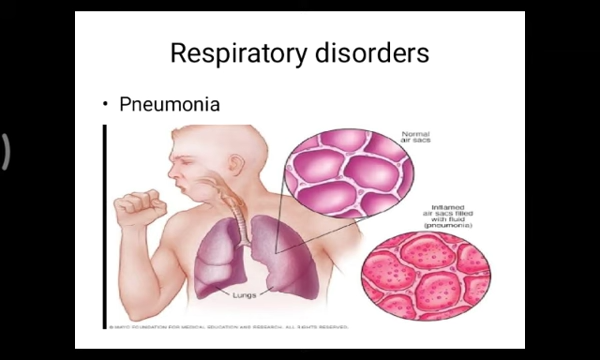 Respiratory disorders
• Pneumonia
Normal
air sacs
Inflamed
air sacs filled
with fluid
(pneumonia)
Lungs
© MAYO FOUNDATION FOR MEDICAL EDUCATION AND RESEARCH. ALL RIGHTS RESERVED.